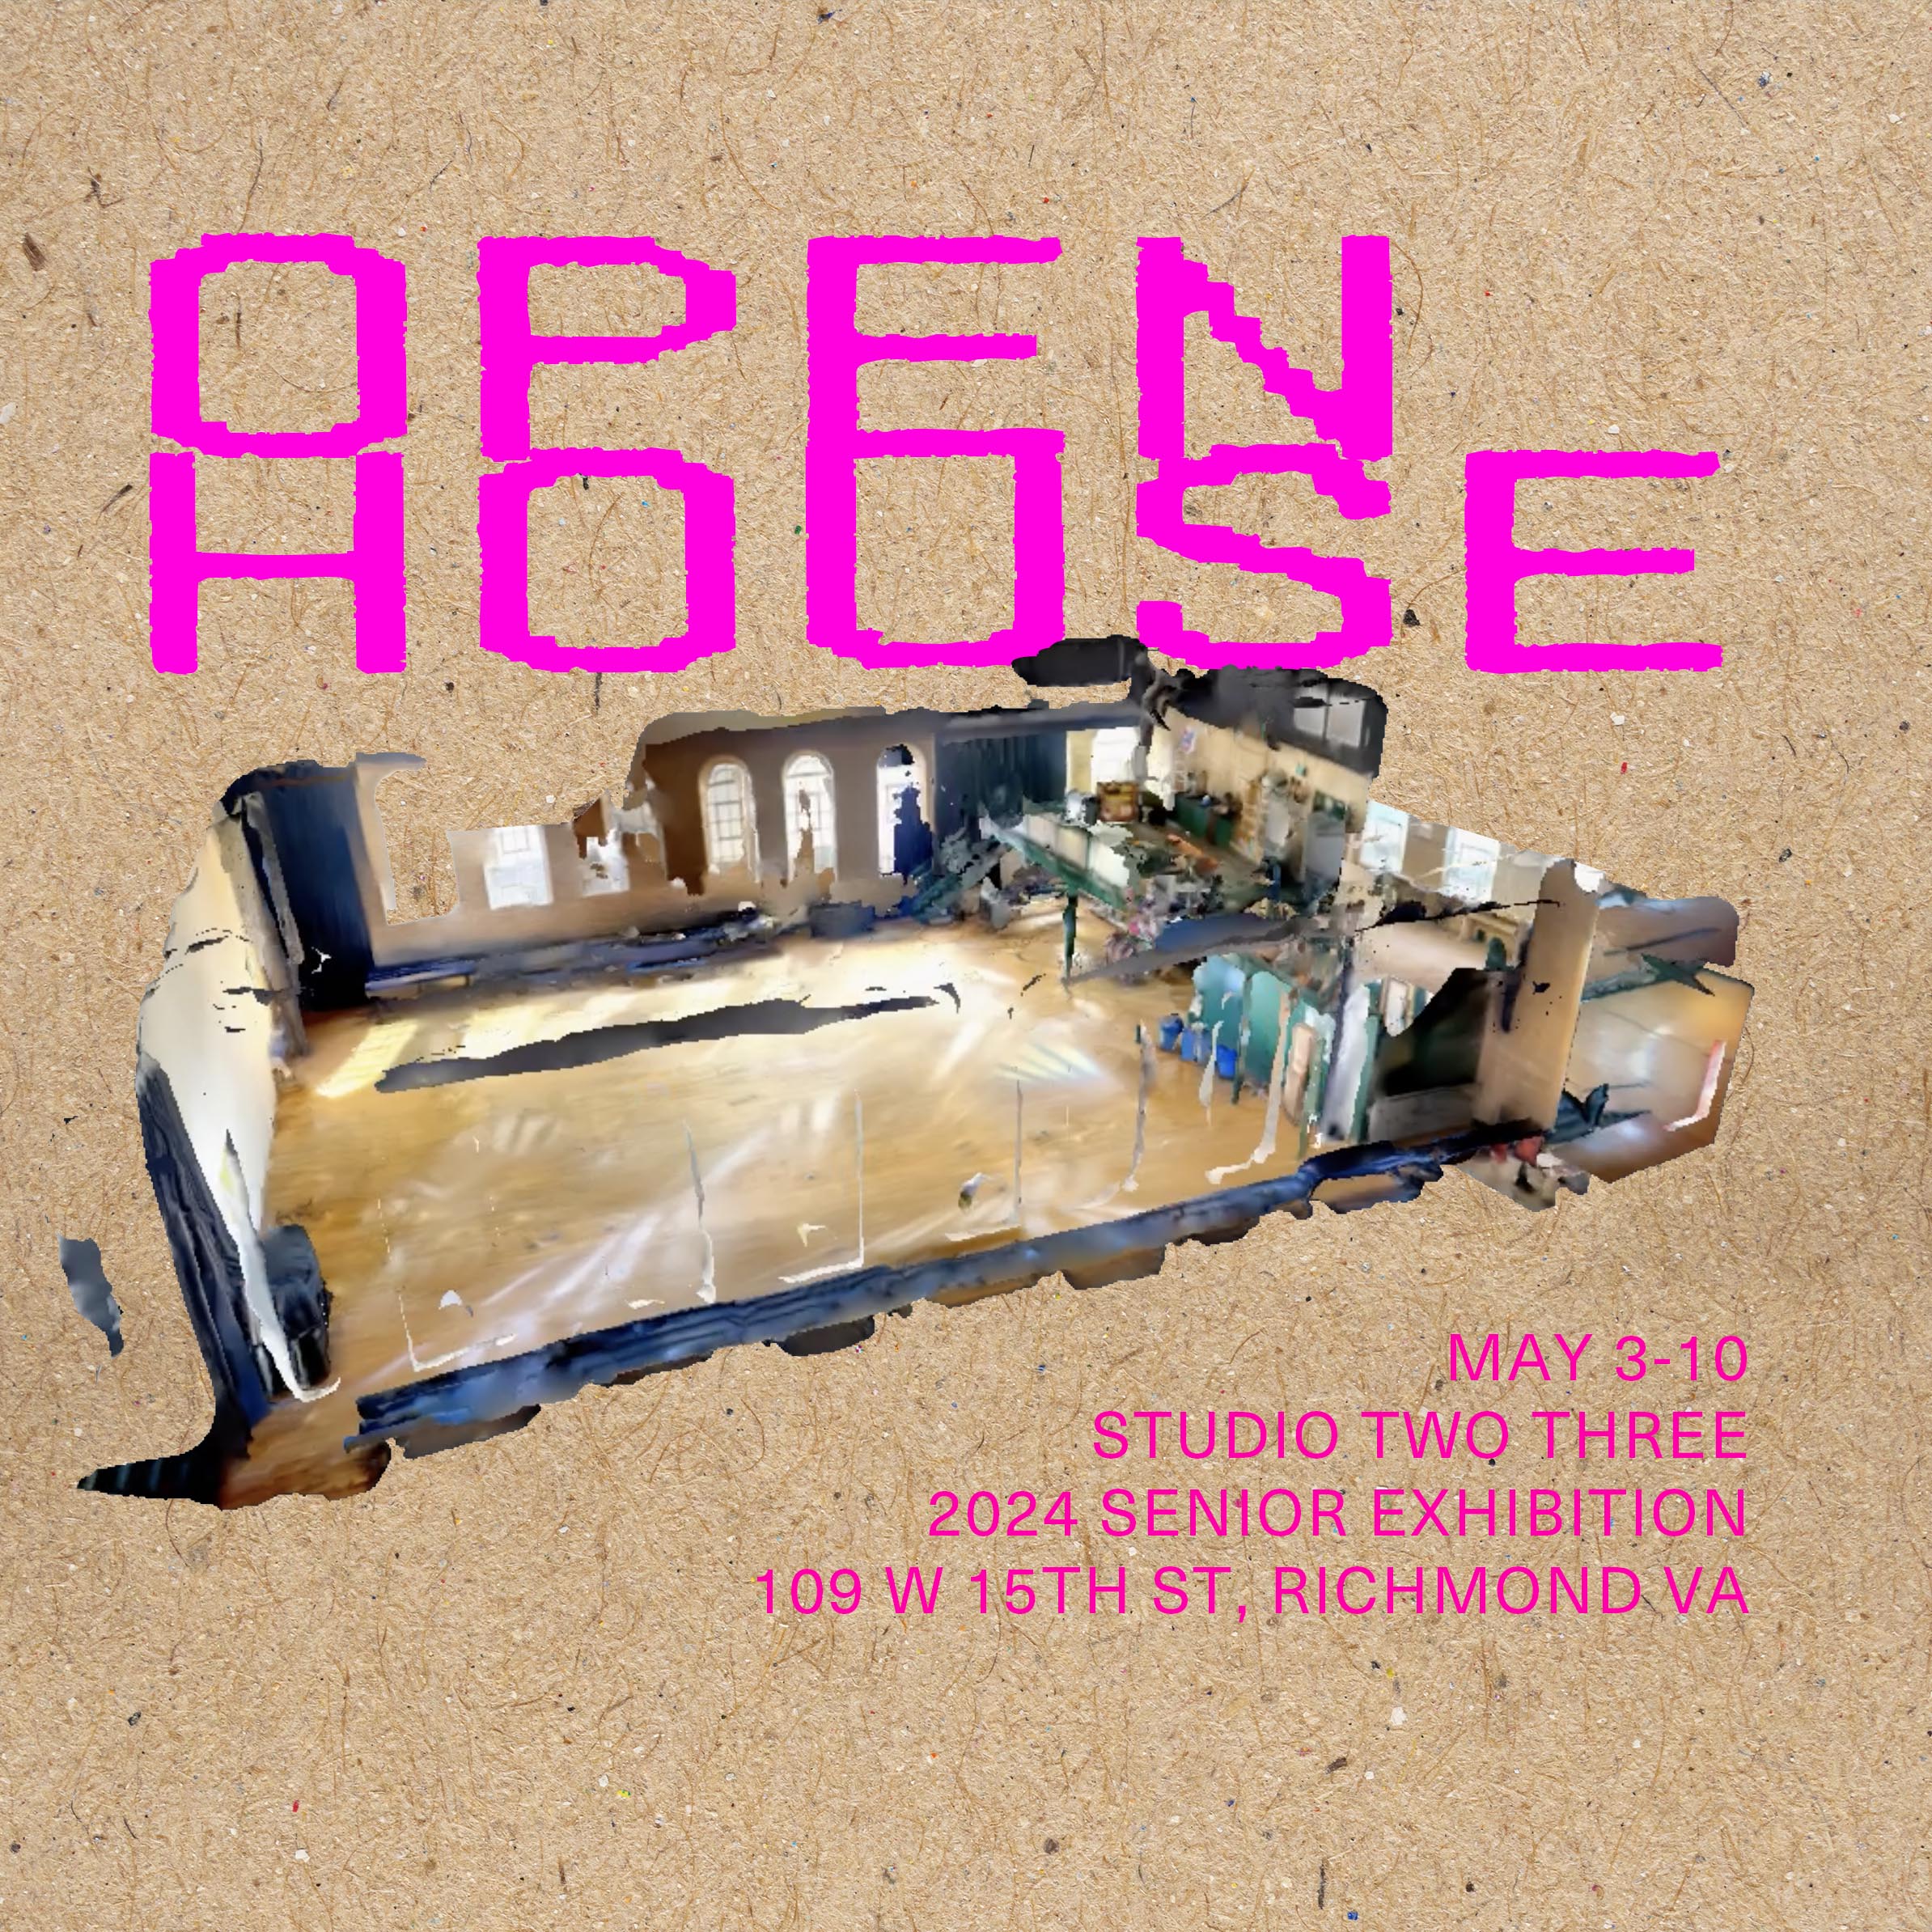 OPEN
HOUSE
MAY 3-10
STUDIO TWO THREE
2024 SENIOR EXHIBITION
109 W 15TH ST, RICHMOND VA